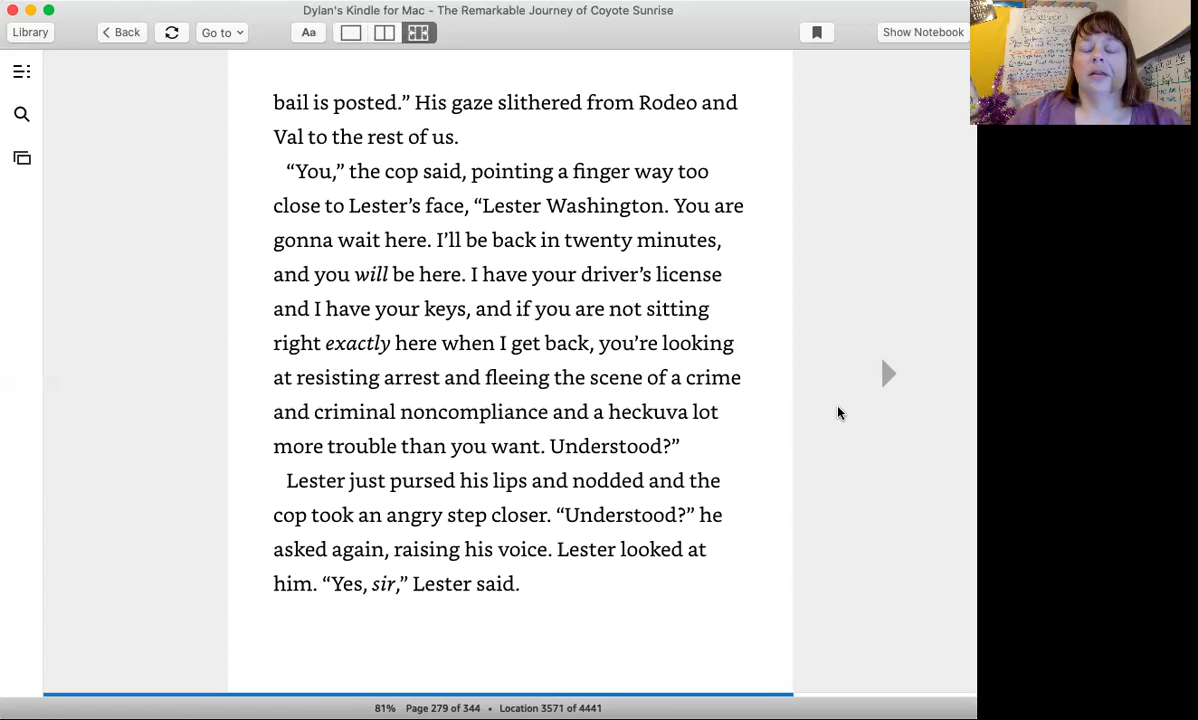 Dylan's Kindle for Mac - The Remarkable Journey of Coyote Sunrise
Library
Back
Go to
Aa
Show Notebook
bail is posted.” His gaze slithered from Rodeo and
Val to the rest of us.
“You,” the cop said, pointing a finger way too
close to Lester’s face, “Lester Washington. You are
gonna wait here. I’ll be back in twenty minutes,
and you will be here. I have your driver’s license
and I have your keys, and if you are not sitting
right exactly here when I get back, you’re looking
at resisting arrest and fleeing the scene of a crime
and criminal noncompliance and a heckuva lot
more trouble than you want. Understood?”
Lester just pursed his lips and nodded and the
cop took an angry step closer. “Understood?” he
asked again, raising his voice. Lester looked at
him. “Yes, sir,” Lester said.
81% Page 279 of 344 • Location 3571 of 4441